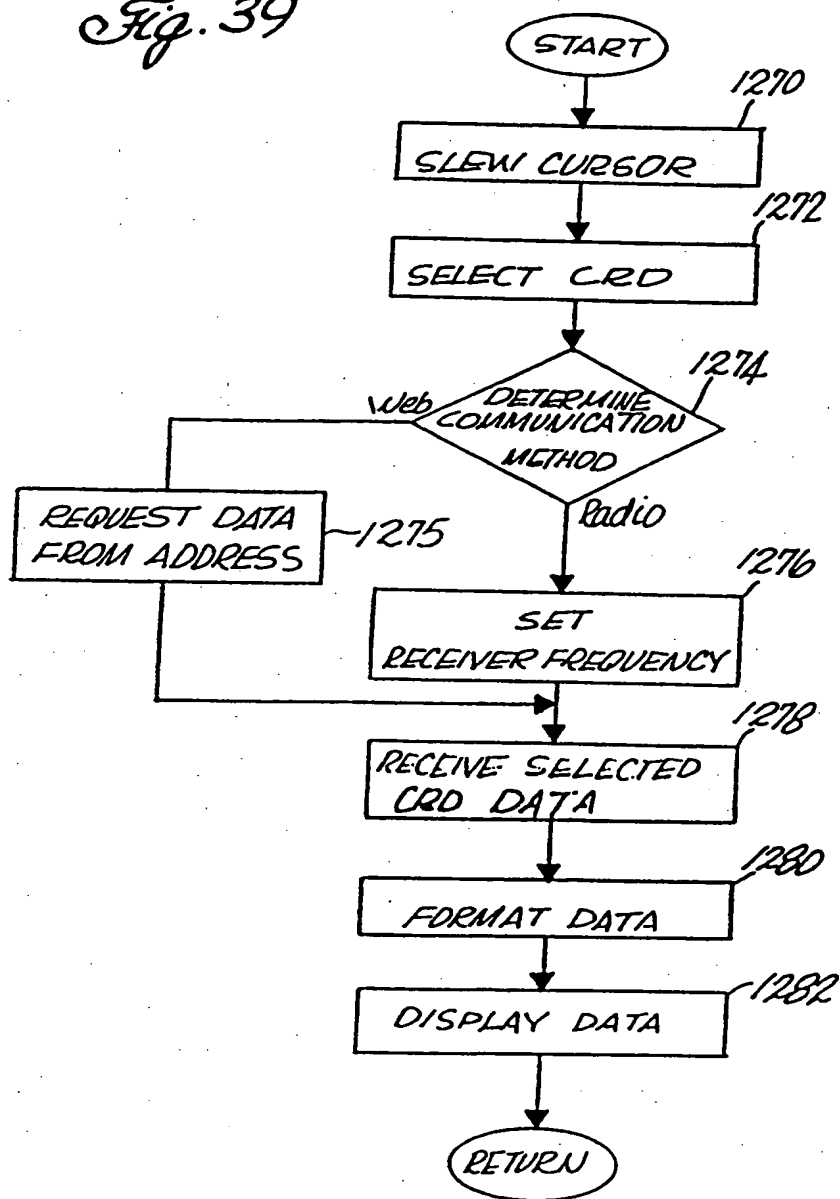 Fig. 39
START
1270
SLEW CURSOR
1272
SELECT CRD
1274
Web
DETERMINE
COMMUNICATION
METHOD
Radio
REQUEST DATA
FROM ADDRESS
1275
1276
SET
RECEIVER FREQUENCY
1278
RECEIVE SELECTED
CRD DATA
1280
FORMAT DATA
1282
DISPLAY DATA
RETURN